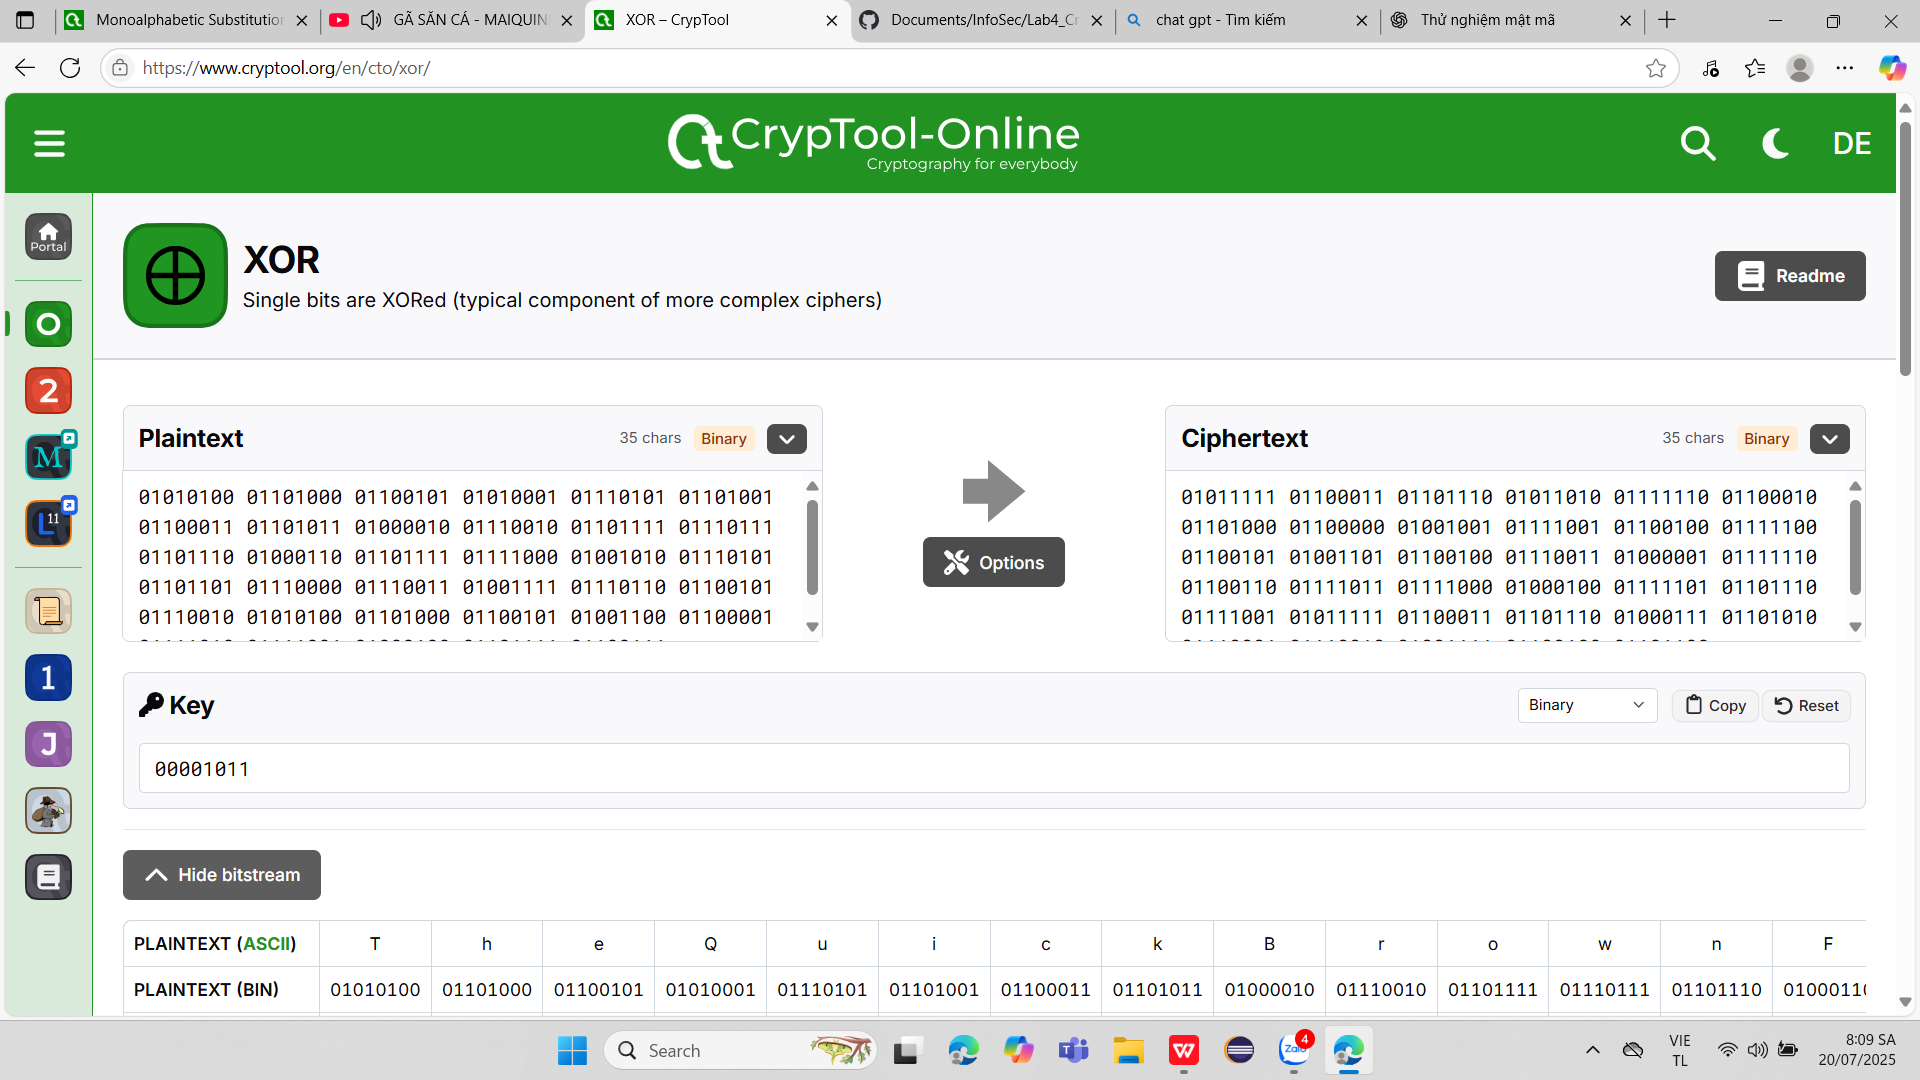 Monoalphabetic Substitution
GÃ SĂN CÁ - MAIQUIN
XOR – CrypTool
Documents/InfoSec/Lab4_Cr
chat gpt - Tìm kiếm
Thử nghiệm mật mã
https://www.cryptool.org/en/cto/xor/
CrypTool-Online
Cryptography for everybody
DE
Portal
XOR
Single bits are XORed (typical component of more complex ciphers)
Readme
Plaintext
35 chars
Binary
01010100 01101000 01100101 01010001 01110101 01101001
01100011 01101011 01000010 01110010 01101111 01110111
01101110 01000110 01101111 01111000 01001010 01110101
01101101 01110000 01110011 01001111 01110110 01100101
01110010 01010100 01101000 01100101 01001100 01100001
Options
Ciphertext
35 chars
Binary
01011111 01100011 01101110 01011010 01111110 01100010
01101000 01100000 01001001 01111001 01100100 01111100
01100101 01001101 01100100 01110011 01000001 01111110
01100110 01111011 01111000 01000100 01111101 01101110
01111001 01011111 01100011 01101110 01000111 01101010
2
M
L 11
1
J
Key
Binary
Copy
Reset
00001011
Hide bitstream
PLAINTEXT (ASCII) T h e Q u i c k B r o w n F
PLAINTEXT (BIN) 01010100 01101000 01100101 01010001 01110101 01101001 01100011 01101011 01000010 01110010 01101111 01110111 01101110 01000110
Search
Zalo
4
VIE
TL
8:09 SA
20/07/2025